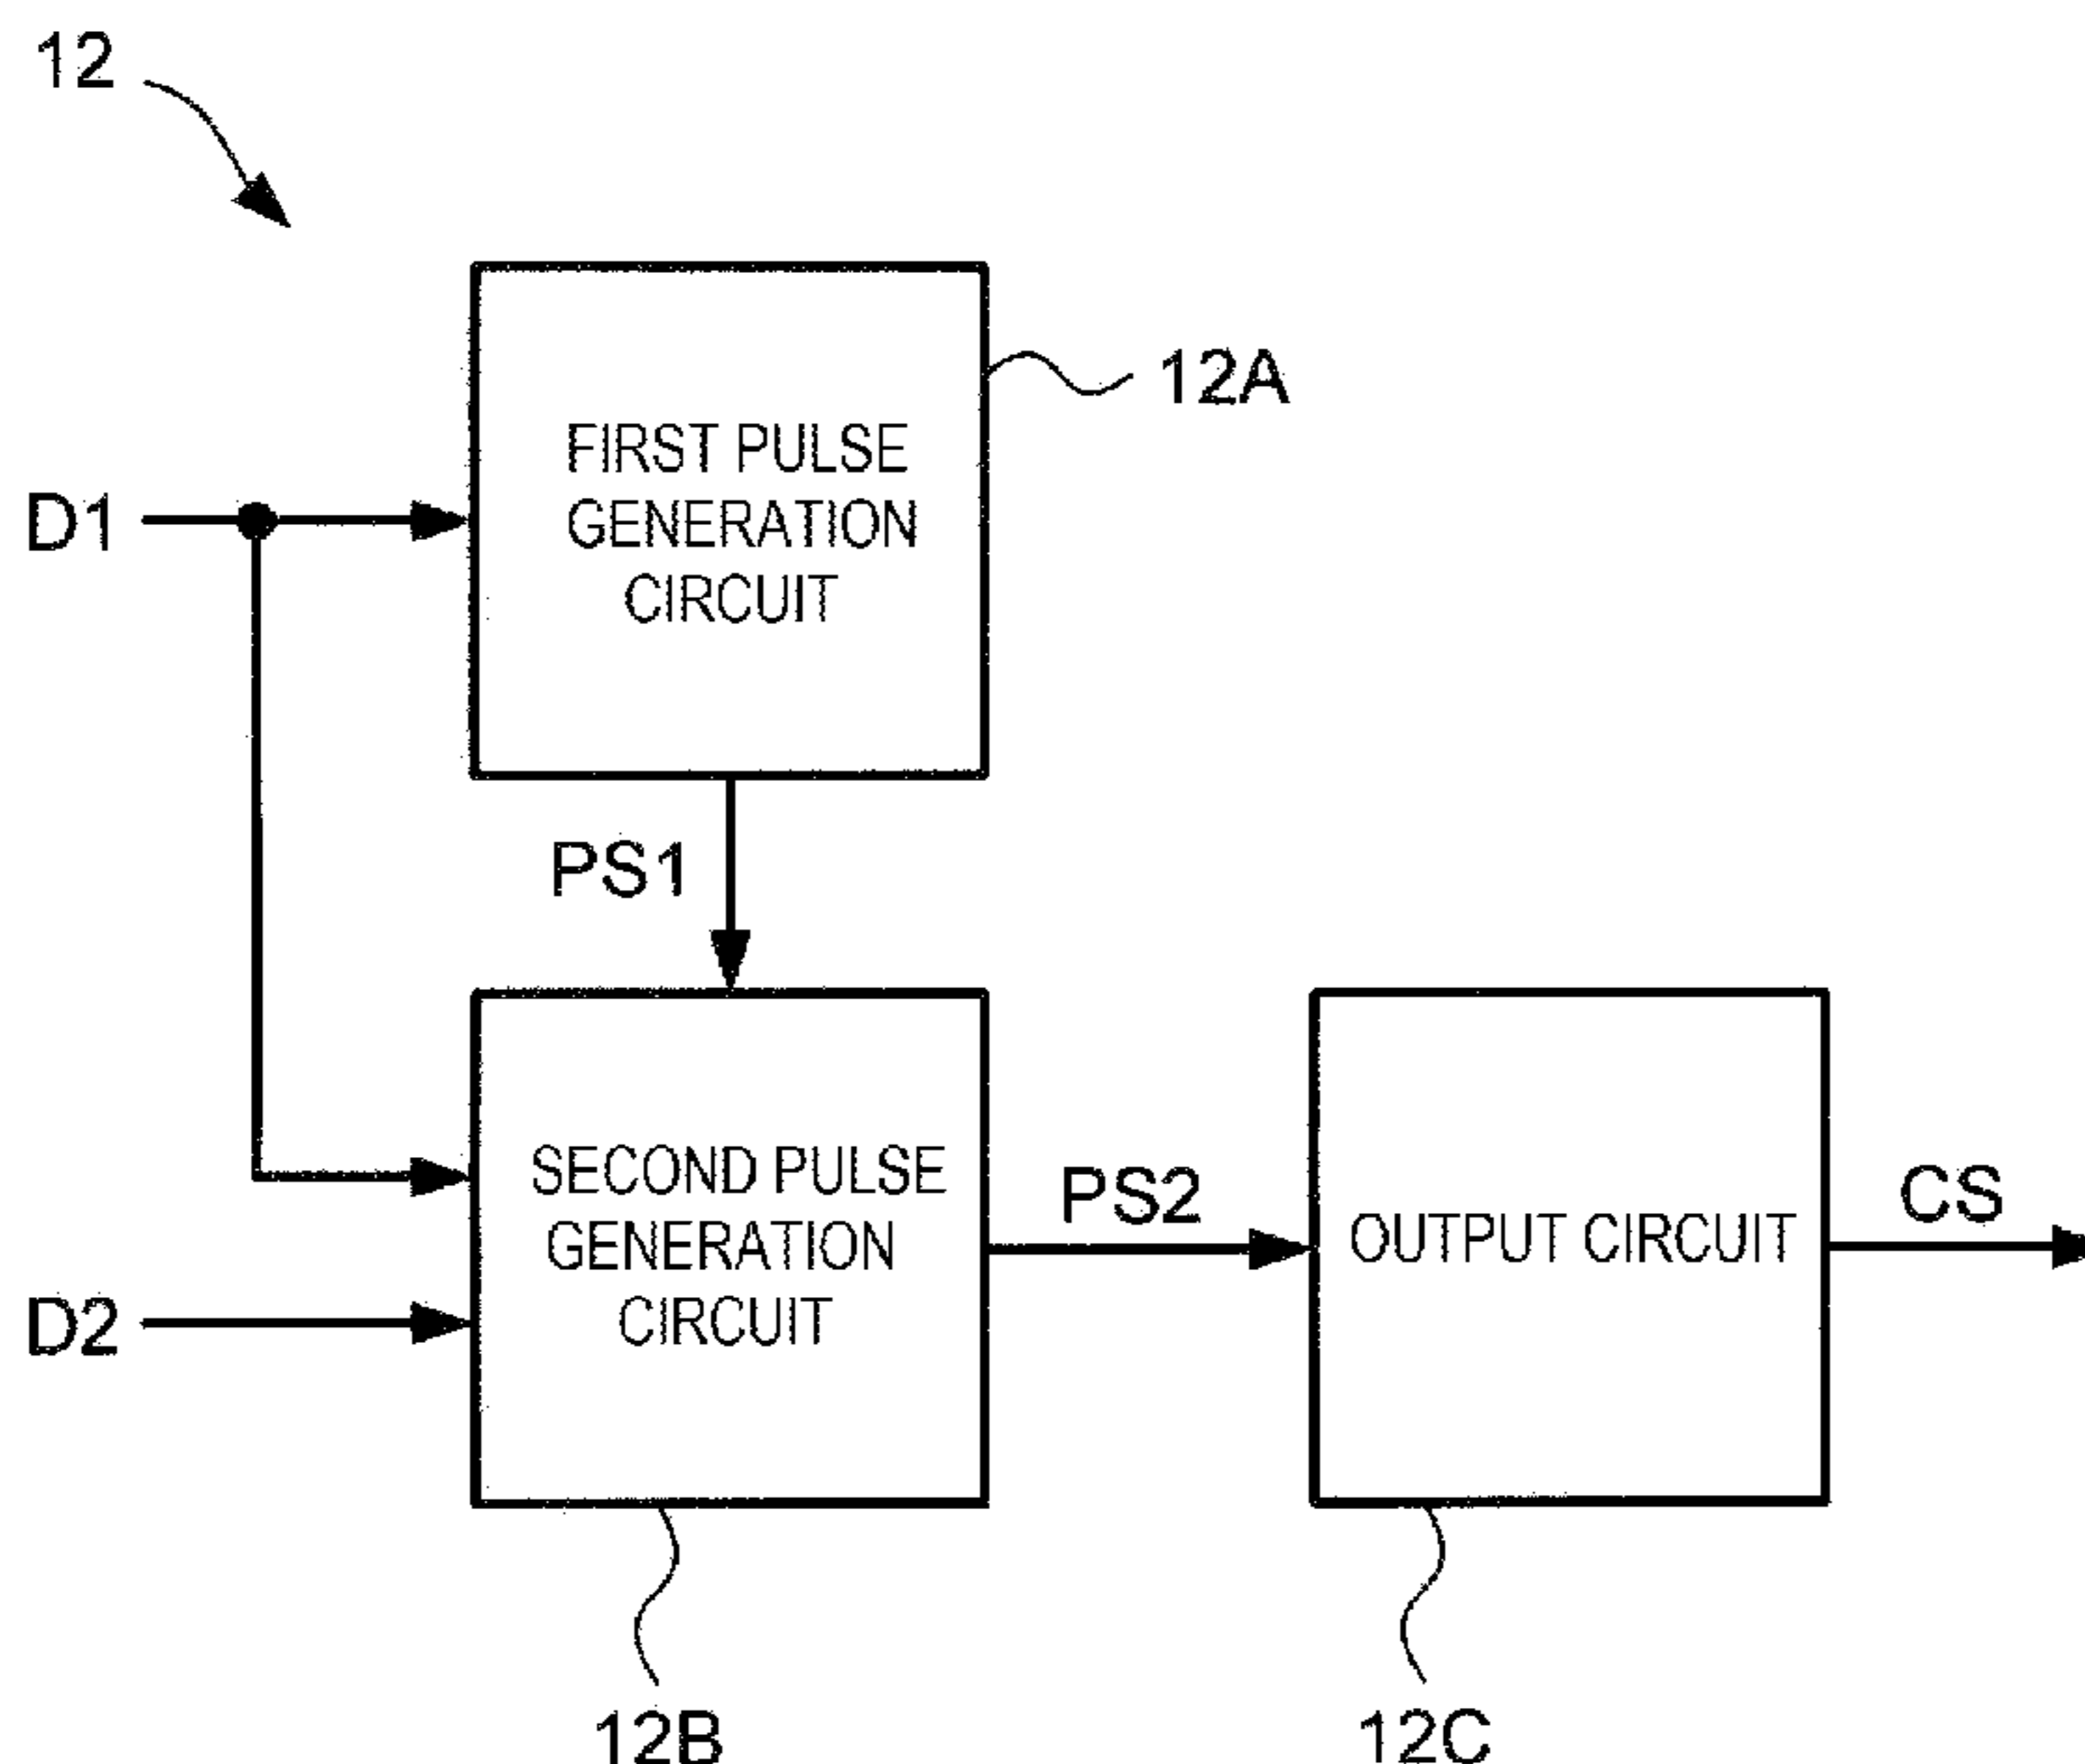 12
12A
FIRST PULSE
GENERATION
CIRCUIT
D1
PS1
SECOND PULSE
GENERATION
CIRCUIT
PS2
OUTPUT CIRCUIT
CS
D2
12B
12C